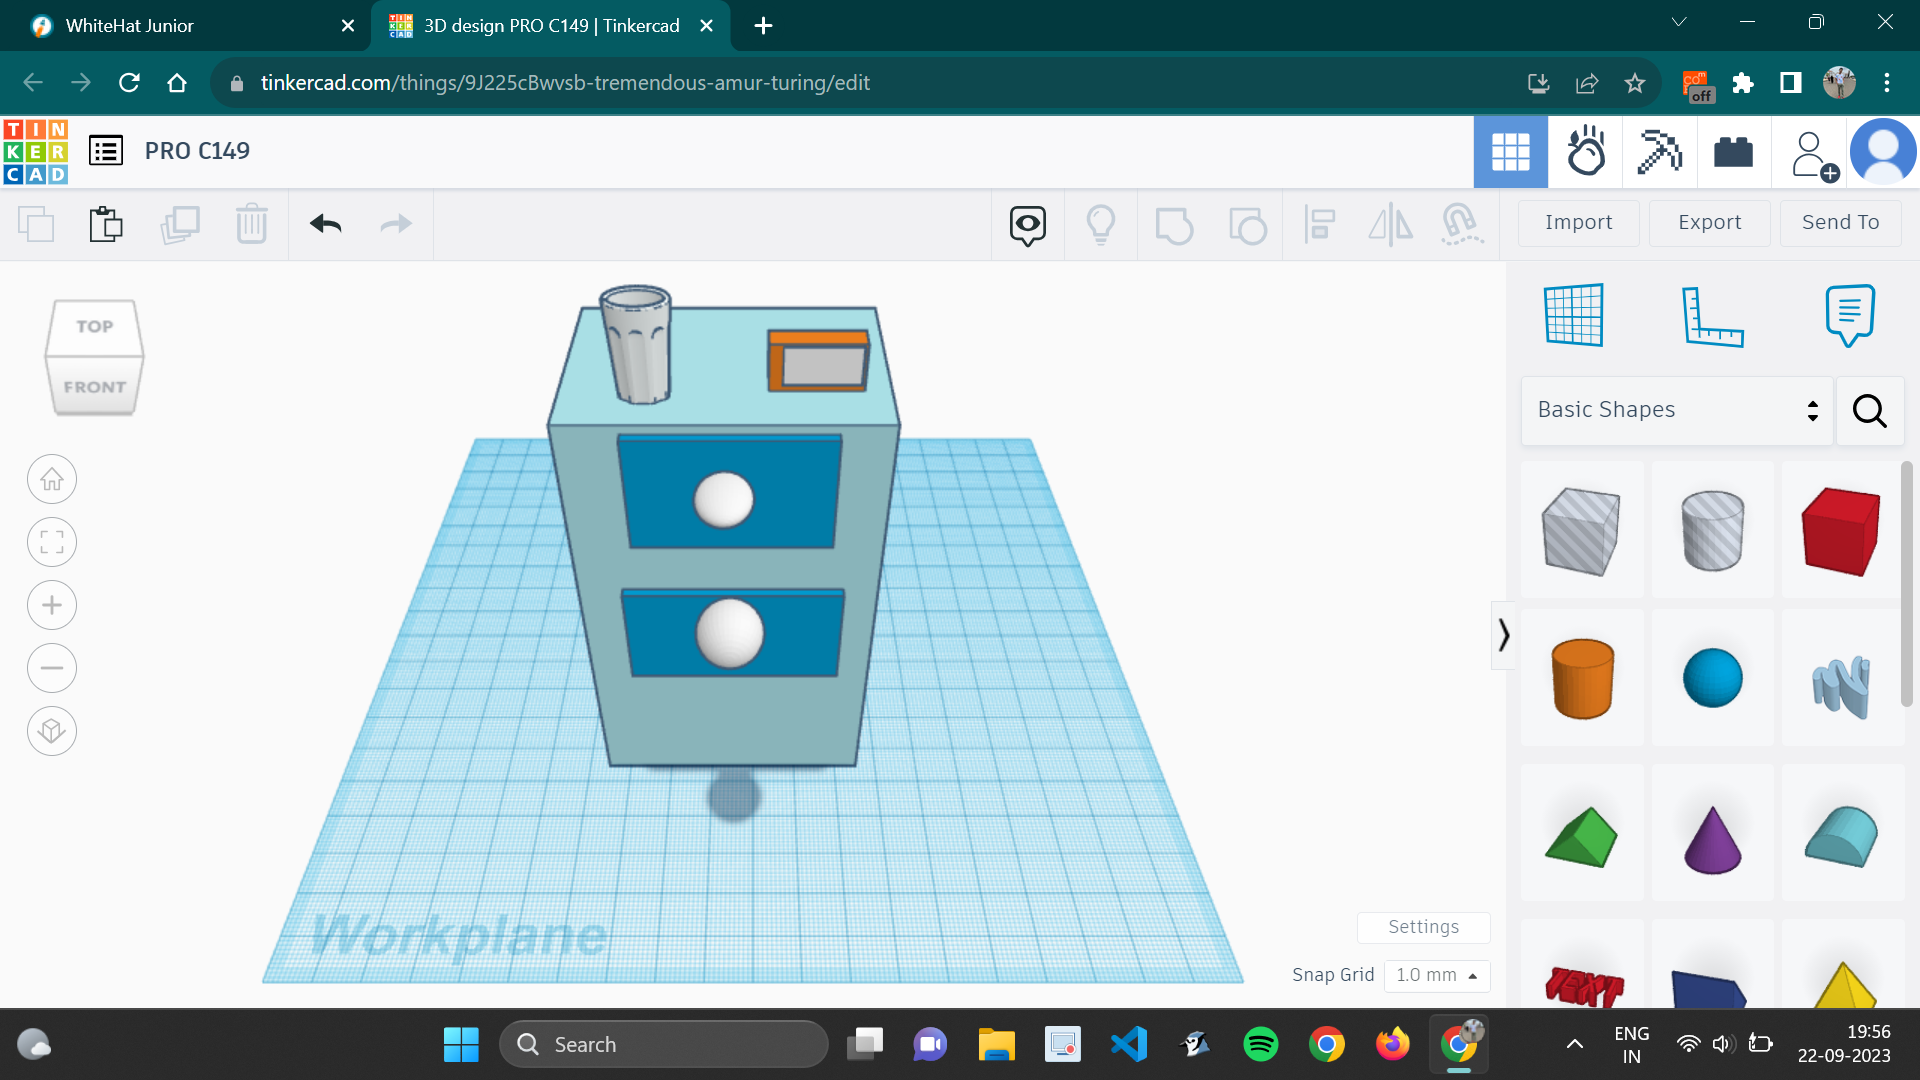 WhiteHat Junior
3D design PRO C149 | Tinkercad
tinkercad.com/things/9J225cBwvsb-tremendous-amur-turing/edit
off
TIN
KER
CAD
PRO C149
Import
Export
Send To
TOP
FRONT
Basic Shapes
TEXT
Workplane
Settings
Snap Grid
1.0 mm
Search
ENG
IN
19:56
22-09-2023